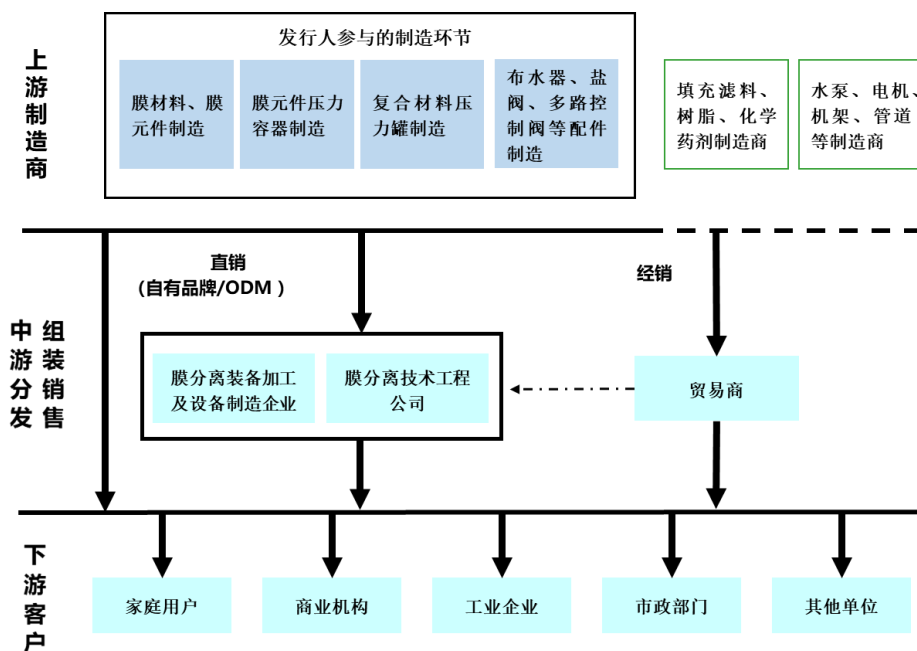 上游制造商
发行人参与的制造环节
膜材料、膜
元件制造
膜元件压力
容器制造
复合材料压
力罐制造
布水器、盐
阀、多路控
制阀等配件
制造
填充滤料、
树脂、化学
药剂制造商
水泵、电机、
机架、管道
等制造商
直销
（自有品牌/ODM ）
经销
中游分发
组装销售
膜分离装备加工
及设备制造企业
膜分离技术工程
公司
贸易商
下游客户
家庭用户
商业机构
工业企业
市政部门
其他单位